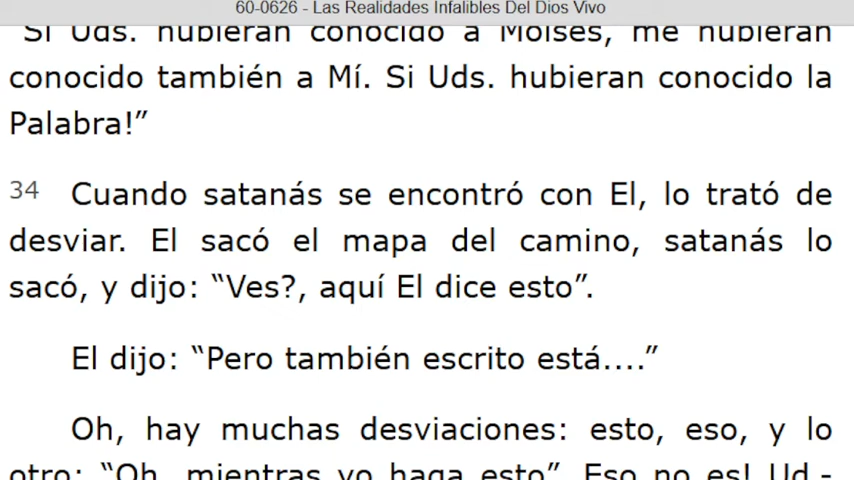 60-0626 - Las Realidades Infalibles Del Dios Vivo
“Si Uds. hubieran conocido a Moisés, me hubieran
conocido también a Mí. Si Uds. hubieran conocido la
Palabra!”
34 Cuando satanás se encontró con El, lo trató de
desviar. El sacó el mapa del camino, satanás lo
sacó, y dijo: “Ves?, aquí El dice esto”.
El dijo: “Pero también escrito está....”
Oh, hay muchas desviaciones: esto, eso, y lo
otro: “Oh, mientras yo haga esto”. Eso no es! Ud.-